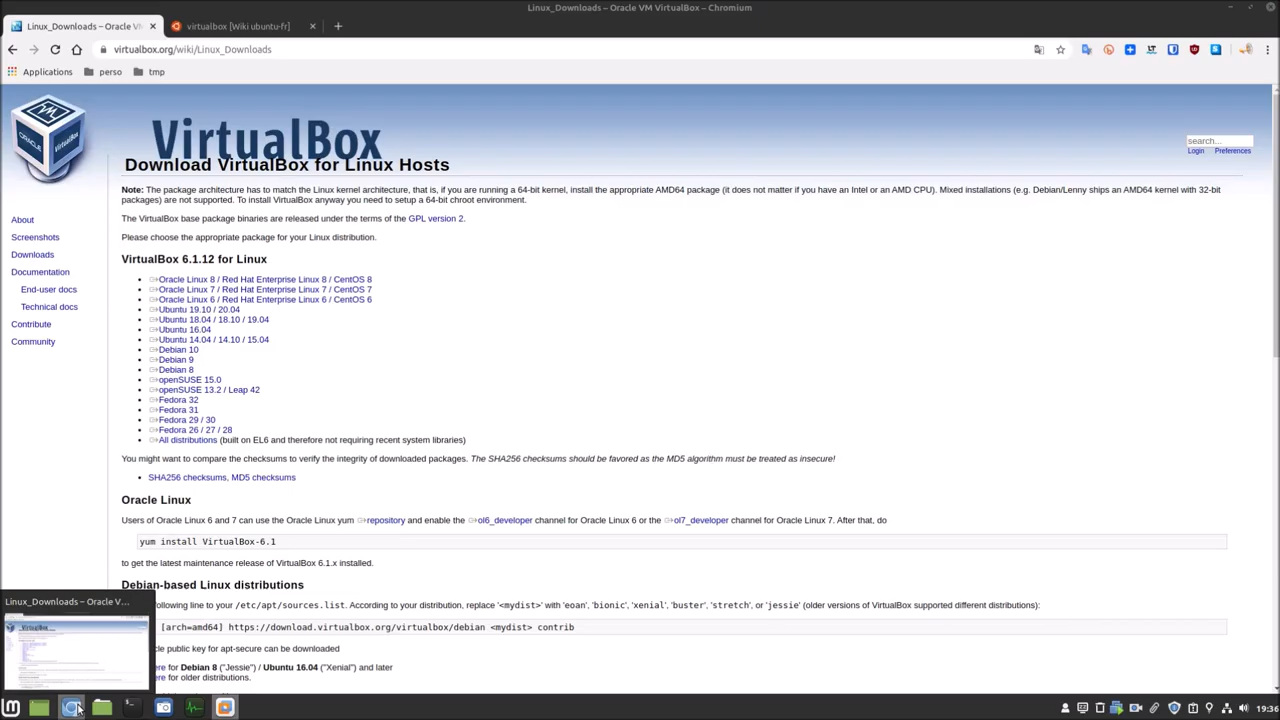 Linux_Downloads – Oracle VM VirtualBox – Chromium
Linux_Downloads – Oracle VM
virtualbox [Wiki ubuntu-fr]
virtualbox.org/wiki/Linux_Downloads
Applications
perso
tmp
VirtualBox
search...
Login
Preferences
Download VirtualBox for Linux Hosts
Note: The package architecture has to match the Linux kernel architecture, that is, if you are running a 64-bit kernel, install the appropriate AMD64 package (it does not matter if you have an Intel or an AMD CPU). Mixed installations (e.g. Debian/Lenny ships an AMD64 kernel with 32-bit
packages) are not supported. To install VirtualBox anyway you need to setup a 64-bit chroot environment.
The VirtualBox base package binaries are released under the terms of the GPL version 2.
Please choose the appropriate package for your Linux distribution.
About
Screenshots
Downloads
Documentation
End-user docs
Technical docs
Contribute
Community
VirtualBox 6.1.12 for Linux
Oracle Linux 8 / Red Hat Enterprise Linux 8 / CentOS 8
Oracle Linux 7 / Red Hat Enterprise Linux 7 / CentOS 7
Oracle Linux 6 / Red Hat Enterprise Linux 6 / CentOS 6
Ubuntu 19.10 / 20.04
Ubuntu 18.04 / 18.10 / 19.04
Ubuntu 16.04
Ubuntu 14.04 / 14.10 / 15.04
Debian 10
Debian 9
Debian 8
openSUSE 15.0
openSUSE 13.2 / Leap 42
Fedora 32
Fedora 31
Fedora 29 / 30
Fedora 26 / 27 / 28
All distributions (built on EL6 and therefore not requiring recent system libraries)
You might want to compare the checksums to verify the integrity of downloaded packages. The SHA256 checksums should be favored as the MD5 algorithm must be treated as insecure!
SHA256 checksums, MD5 checksums
Oracle Linux
Users of Oracle Linux 6 and 7 can use the Oracle Linux yum repository and enable the ol6_developer channel for Oracle Linux 6 or the ol7_developer channel for Oracle Linux 7. After that, do
yum install VirtualBox-6.1
to get the latest maintenance release of VirtualBox 6.1.x installed.
Debian-based Linux distributions
following line to your /etc/apt/sources.list. According to your distribution, replace '<mydist>' with 'eoan', 'bionic', 'xenial', 'buster', 'stretch', or 'jessie' (older versions of VirtualBox supported different distributions):
[arch=amd64] https://download.virtualbox.org/virtualbox/debian <mydist> contrib
public key for apt-secure can be downloaded
for Debian 8 ("Jessie") / Ubuntu 16.04 ("Xenial") and later
for older distributions.
Linux_Downloads – Oracle V...
19:36